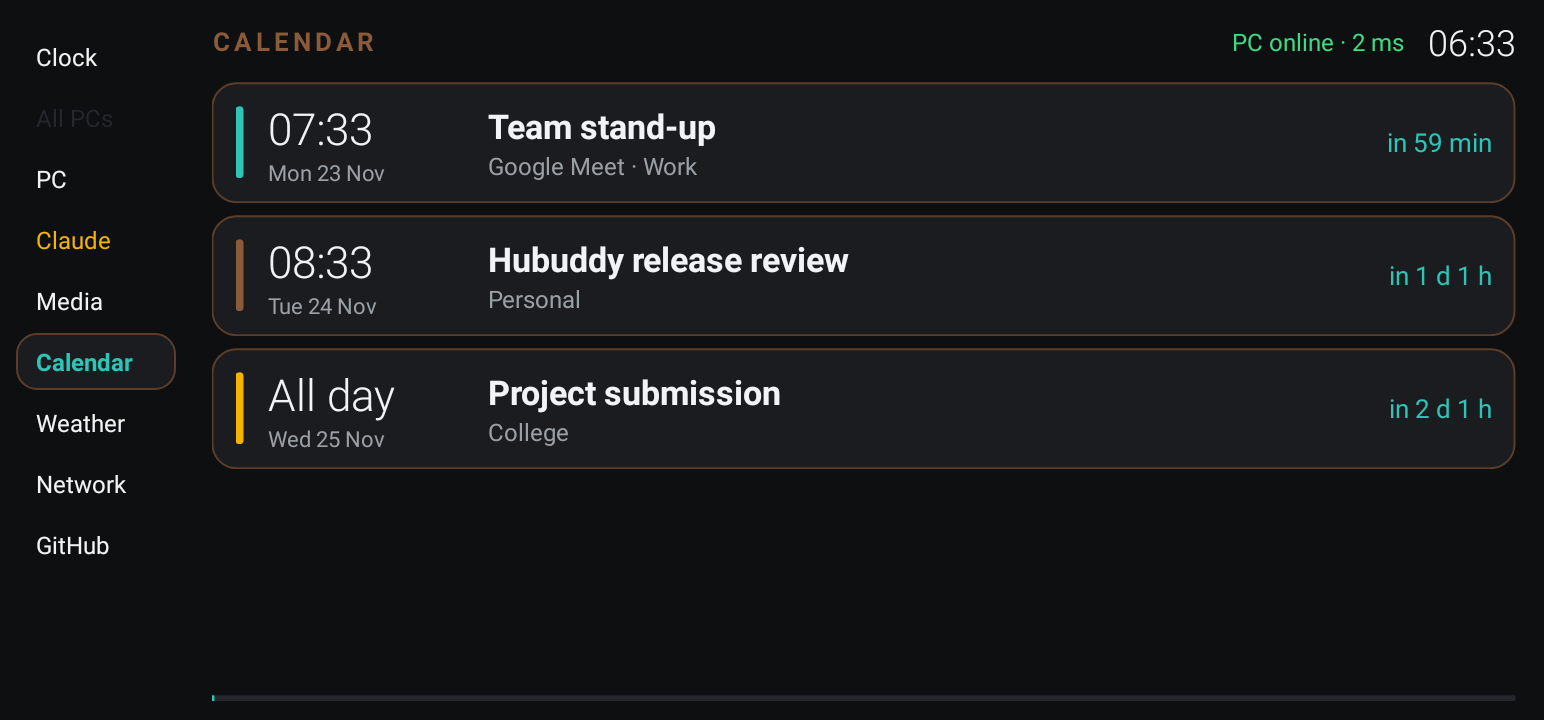 Clock
All PCs
PC
Claude
Media
Calendar
Weather
Network
GitHub
CALENDAR
PC online · 2 ms
06:33
07:33
Mon 23 Nov
Team stand-up
Google Meet · Work
in 59 min
08:33
Tue 24 Nov
Hubuddy release review
Personal
in 1 d 1 h
All day
Wed 25 Nov
Project submission
College
in 2 d 1 h